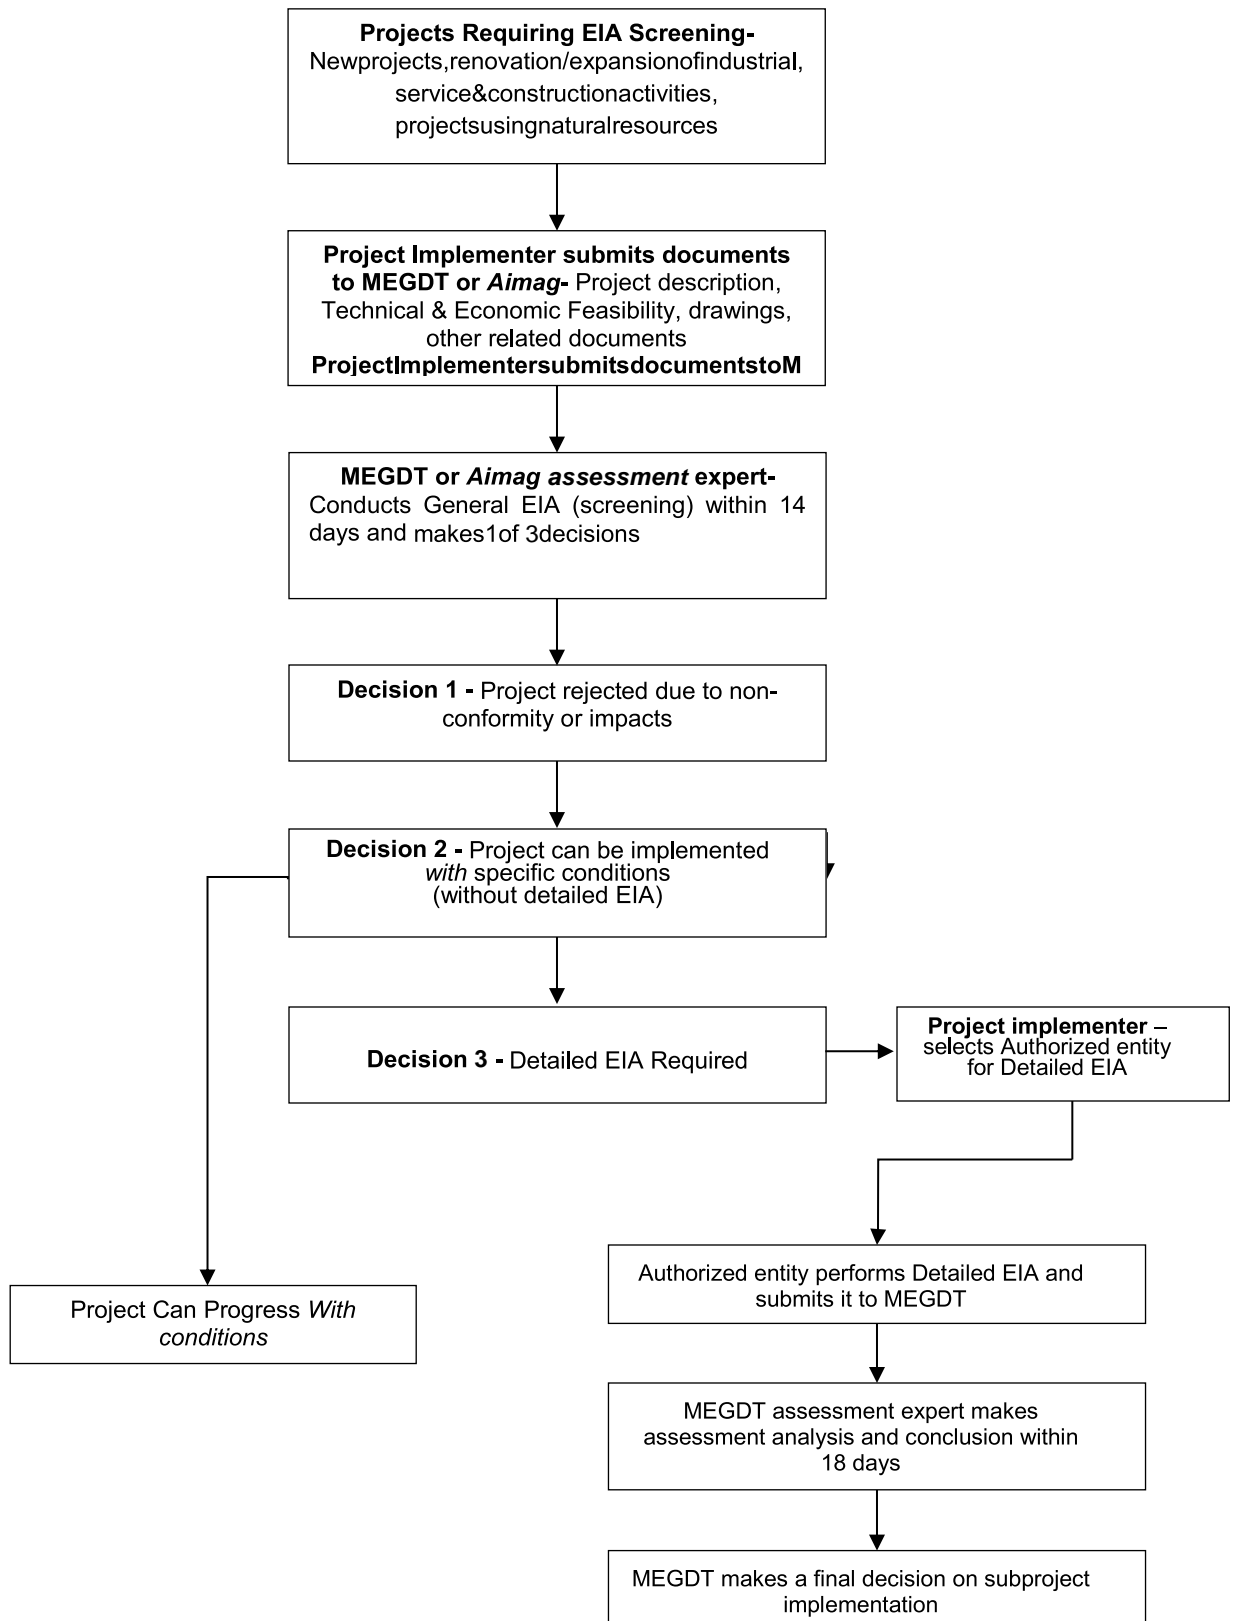 Projects Requiring EIA Screening-
Newprojects,renovation/expansionofindustrial,
service&constructionactivities,
projectsusingnaturalresources
Project Implementer submits documents
to MEGDT or Aimag- Project description,
Technical & Economic Feasibility, drawings,
other related documents
ProjectImplementersubmitsdocumentstoM
MEGDT or Aimag assessment expert-
Conducts General EIA (screening) within 14
days and makes1of 3decisions
Decision 1 - Project rejected due to non-
conformity or impacts
Decision 2 - Project can be implemented
with specific conditions
(without detailed EIA)
Decision 3 - Detailed EIA Required
Project implementer –
selects Authorized entity
for Detailed EIA
Authorized entity performs Detailed EIA and
submits it to MEGDT
Project Can Progress With
conditions
MEGDT assessment expert makes
assessment analysis and conclusion within
18 days
MEGDT makes a final decision on subproject
implementation